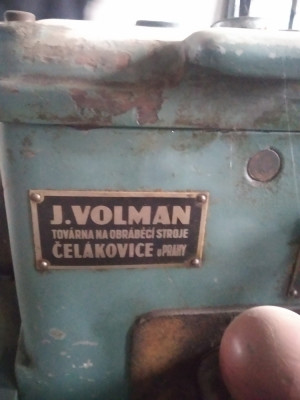 J.VOLMAN
TOVÁRNA NA OBRÁBĚCÍ STROJE
ČELÁKOVICE U PRAHY